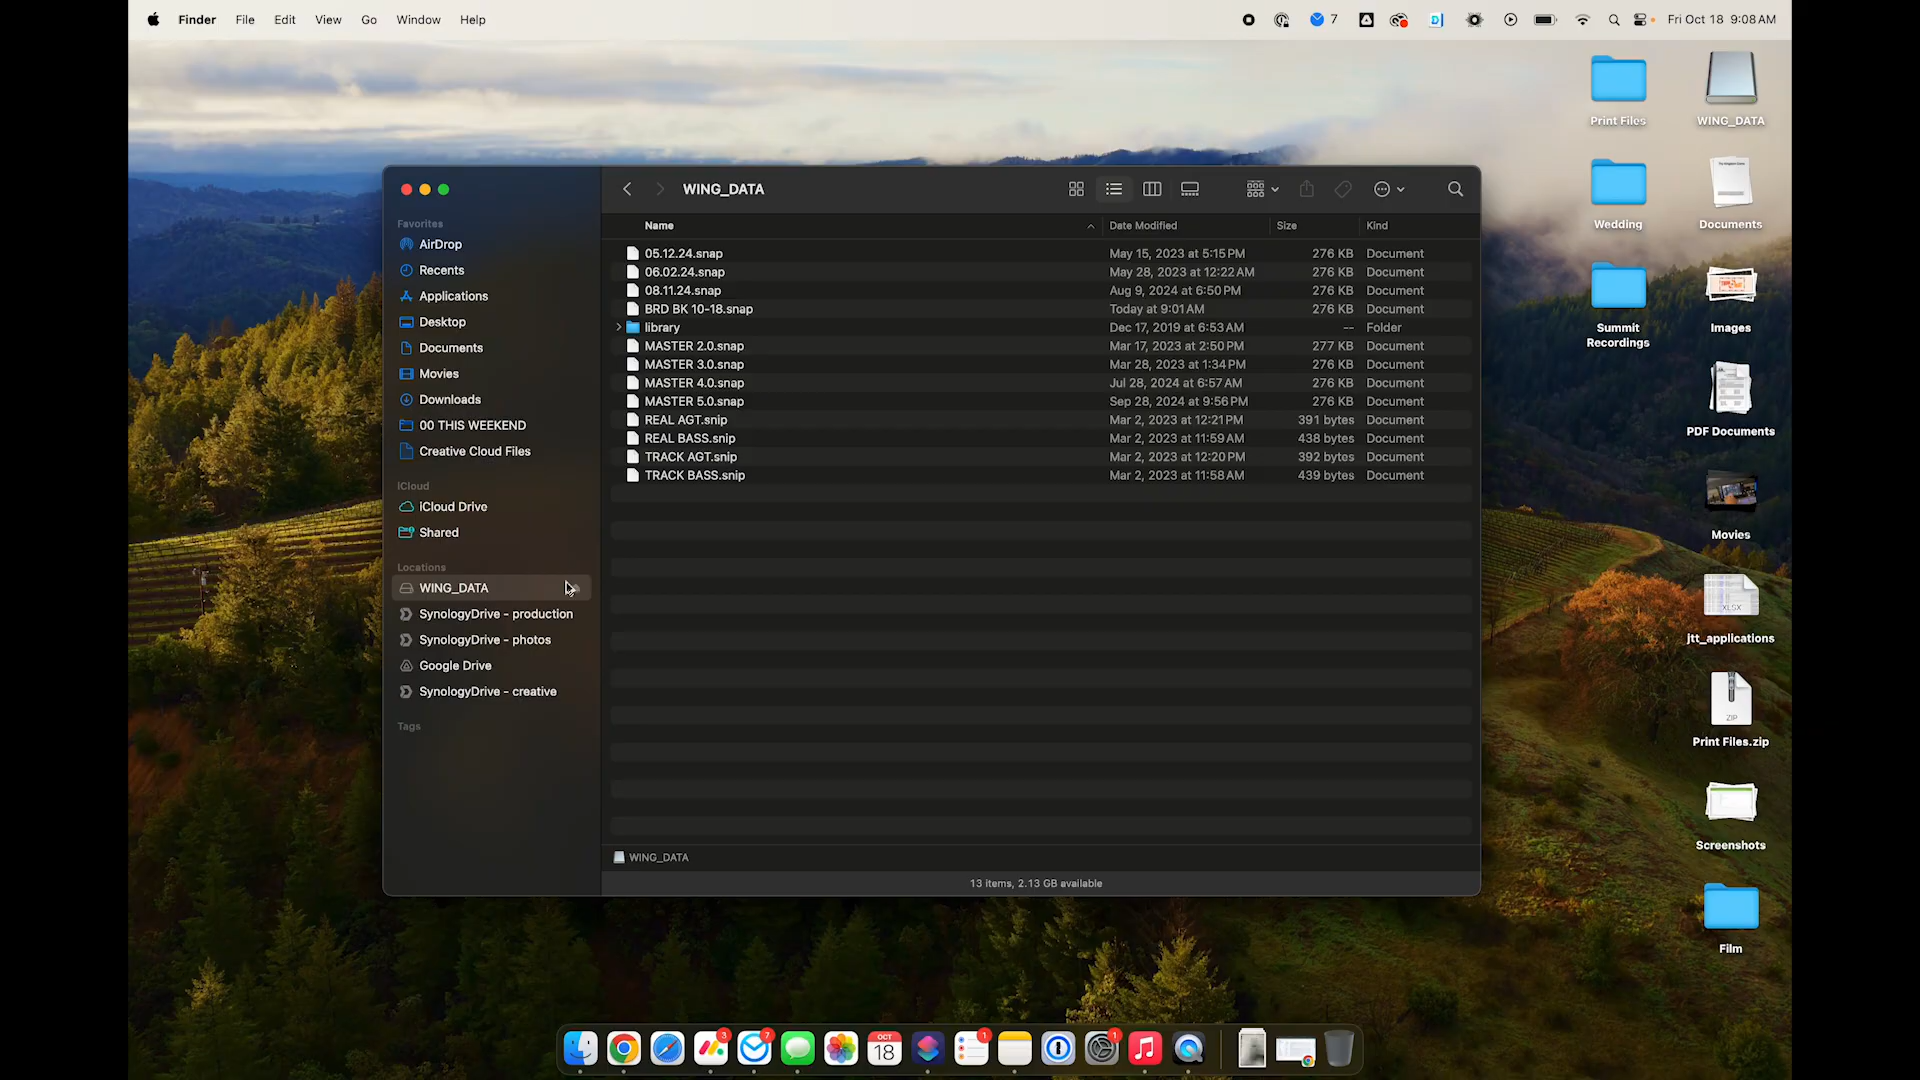 Finder File Edit View Go Window Help
7
Fri Oct 18 9:08 AM
WING_DATA
Favorites
AirDrop
Recents
Applications
Desktop
Documents
Movies
Downloads
00 THIS WEEKEND
Creative Cloud Files
iCloud
iCloud Drive
Shared
Locations
WING_DATA
SynologyDrive - production
SynologyDrive - photos
Google Drive
SynologyDrive - creative
Tags
Name Date Modified Size Kind
05.12.24.snap May 15, 2023 at 5:15 PM 276 KB Document
06.02.24.snap May 28, 2023 at 12:22 AM 276 KB Document
08.11.24.snap Aug 9, 2024 at 6:50 PM 276 KB Document
BRD BK 10-18.snap Today at 9:01 AM 276 KB Document
library Dec 17, 2019 at 6:53 AM -- Folder
MASTER 2.0.snap Mar 17, 2023 at 2:50 PM 277 KB Document
MASTER 3.0.snap Mar 28, 2023 at 1:34 PM 276 KB Document
MASTER 4.0.snap Jul 28, 2024 at 6:57 AM 276 KB Document
MASTER 5.0.snap Sep 28, 2024 at 9:56 PM 276 KB Document
REAL AGT.snip Mar 2, 2023 at 12:21 PM 391 bytes Document
REAL BASS.snip Mar 2, 2023 at 11:59 AM 438 bytes Document
TRACK AGT.snip Mar 2, 2023 at 12:20 PM 392 bytes Document
TRACK BASS.snip Mar 2, 2023 at 11:58 AM 439 bytes Document
WING_DATA
13 items, 2.13 GB available
Print Files
WING_DATA
Wedding
Documents
Summit
Recordings
Images
PDF Documents
Movies
XLSX
jtt_applications
ZIP
Print Files.zip
Screenshots
Film
3
7
OCT
18
1
1